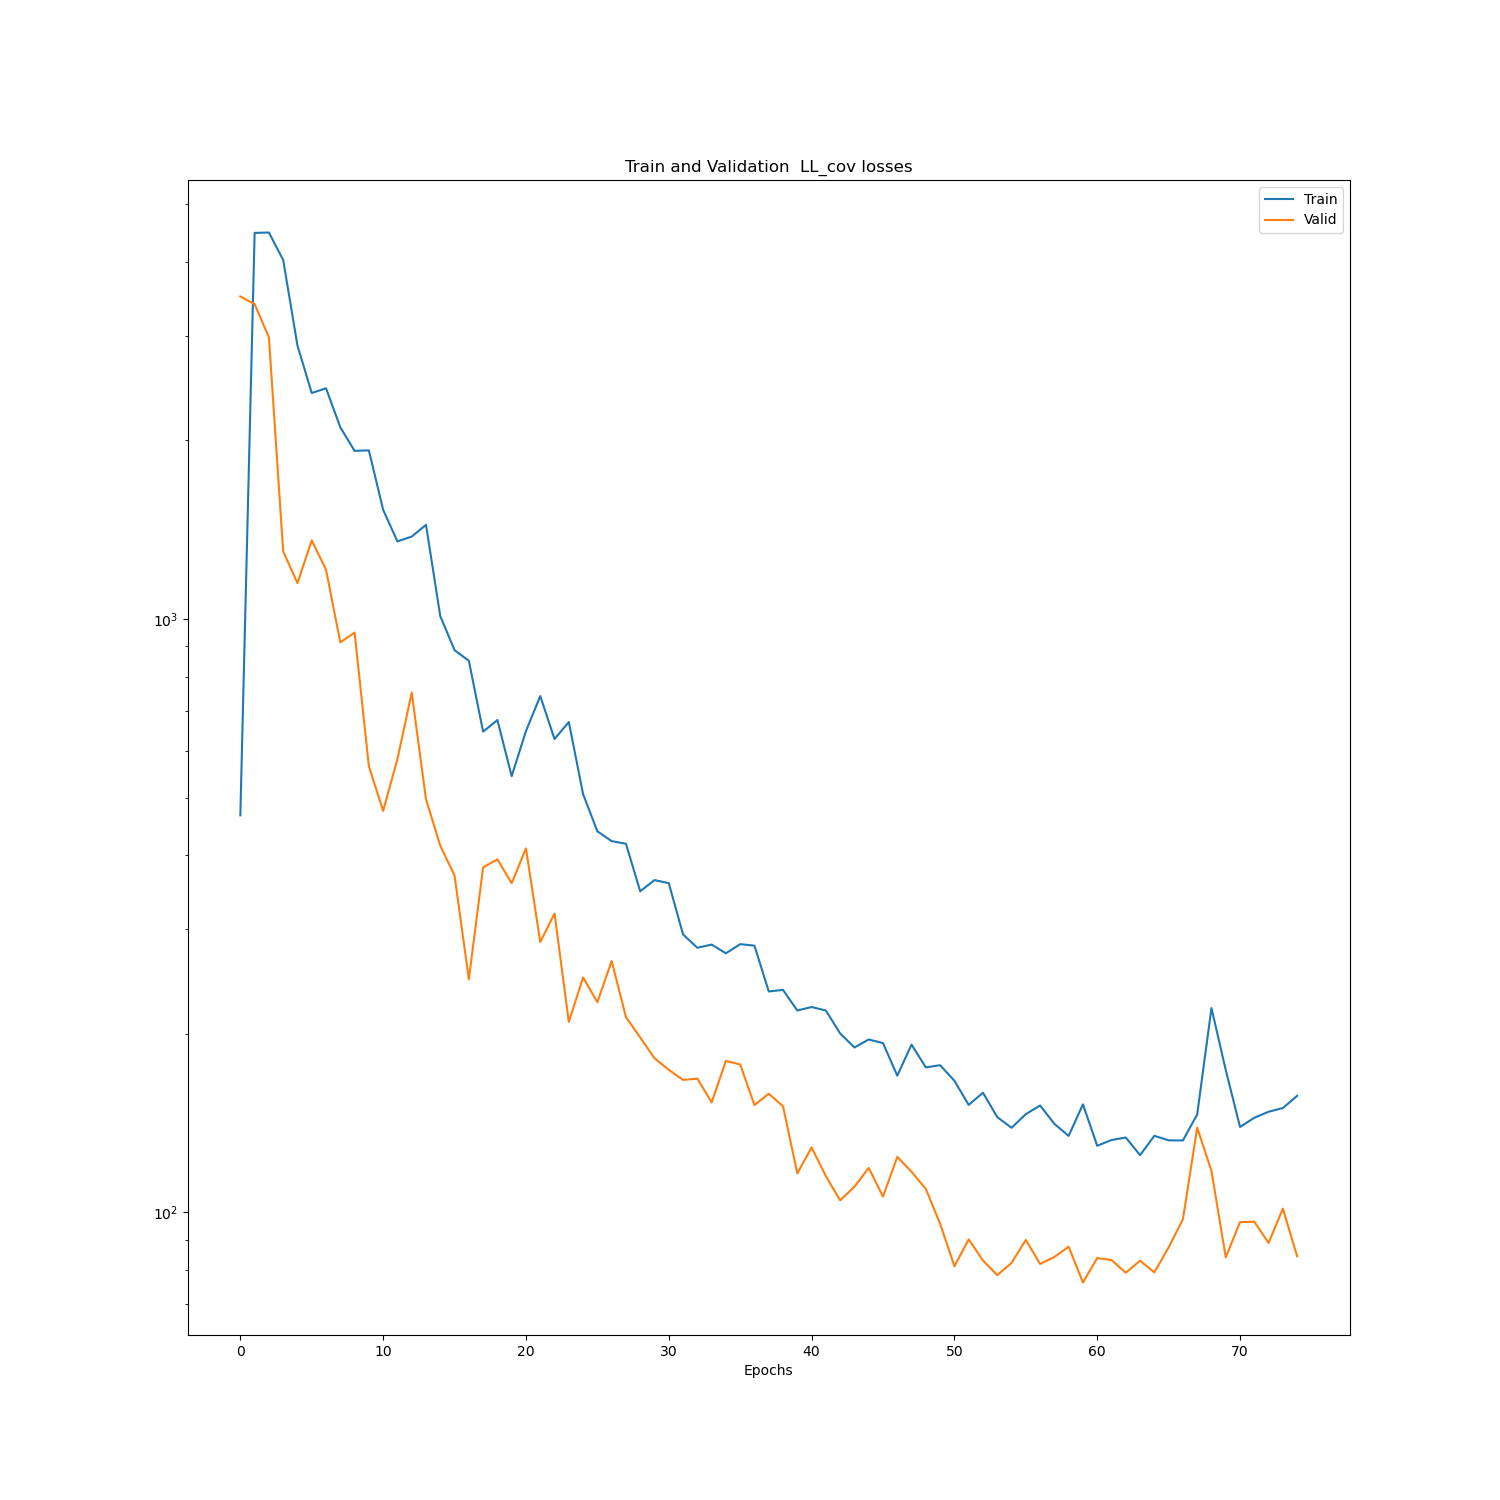 Train and Validation  LL_cov losses
Train
Valid
10³
10²
0 10 20 30 40 50 60 70
Epochs